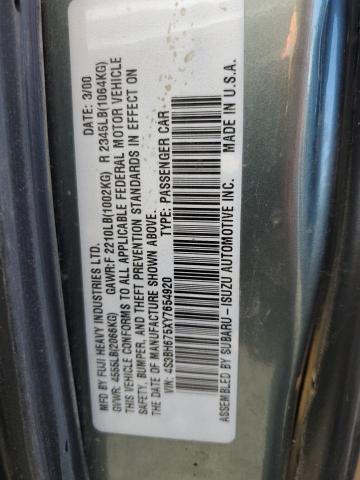 MFD BY FUJI HEAVY INDUSTRIES LTD. DATE: 3/00
GVWR: 4555LB(2066KG) GAWR:F 2210LB(1002KG) R 2345LB(1064KG)
THIS VEHICLE CONFORMS TO ALL APPLICABLE FEDERAL MOTOR VEHICLE
SAFETY, BUMPER, AND THEFT PREVENTION STANDARDS IN EFFECT ON
THE DATE OF MANUFACTURE SHOWN ABOVE.
VIN: 4S3BH675XY7654920 TYPE: PASSENGER CAR
ASSEMBLED BY SUBARU-ISUZU AUTOMOTIVE INC. MADE IN U.S.A.